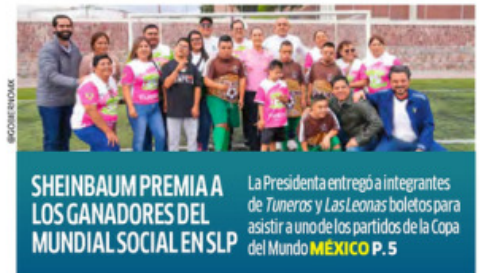 @GOBIERNOMX
SHEINBAUM PREMIA A
LOS GANADORES DEL
MUNDIAL SOCIAL EN SLP
La Presidenta entregó a integrantes
de Tuneros y Las Leonas boletos para
asistir a uno de los partidos de la Copa
del Mundo MÉXICO P. 5